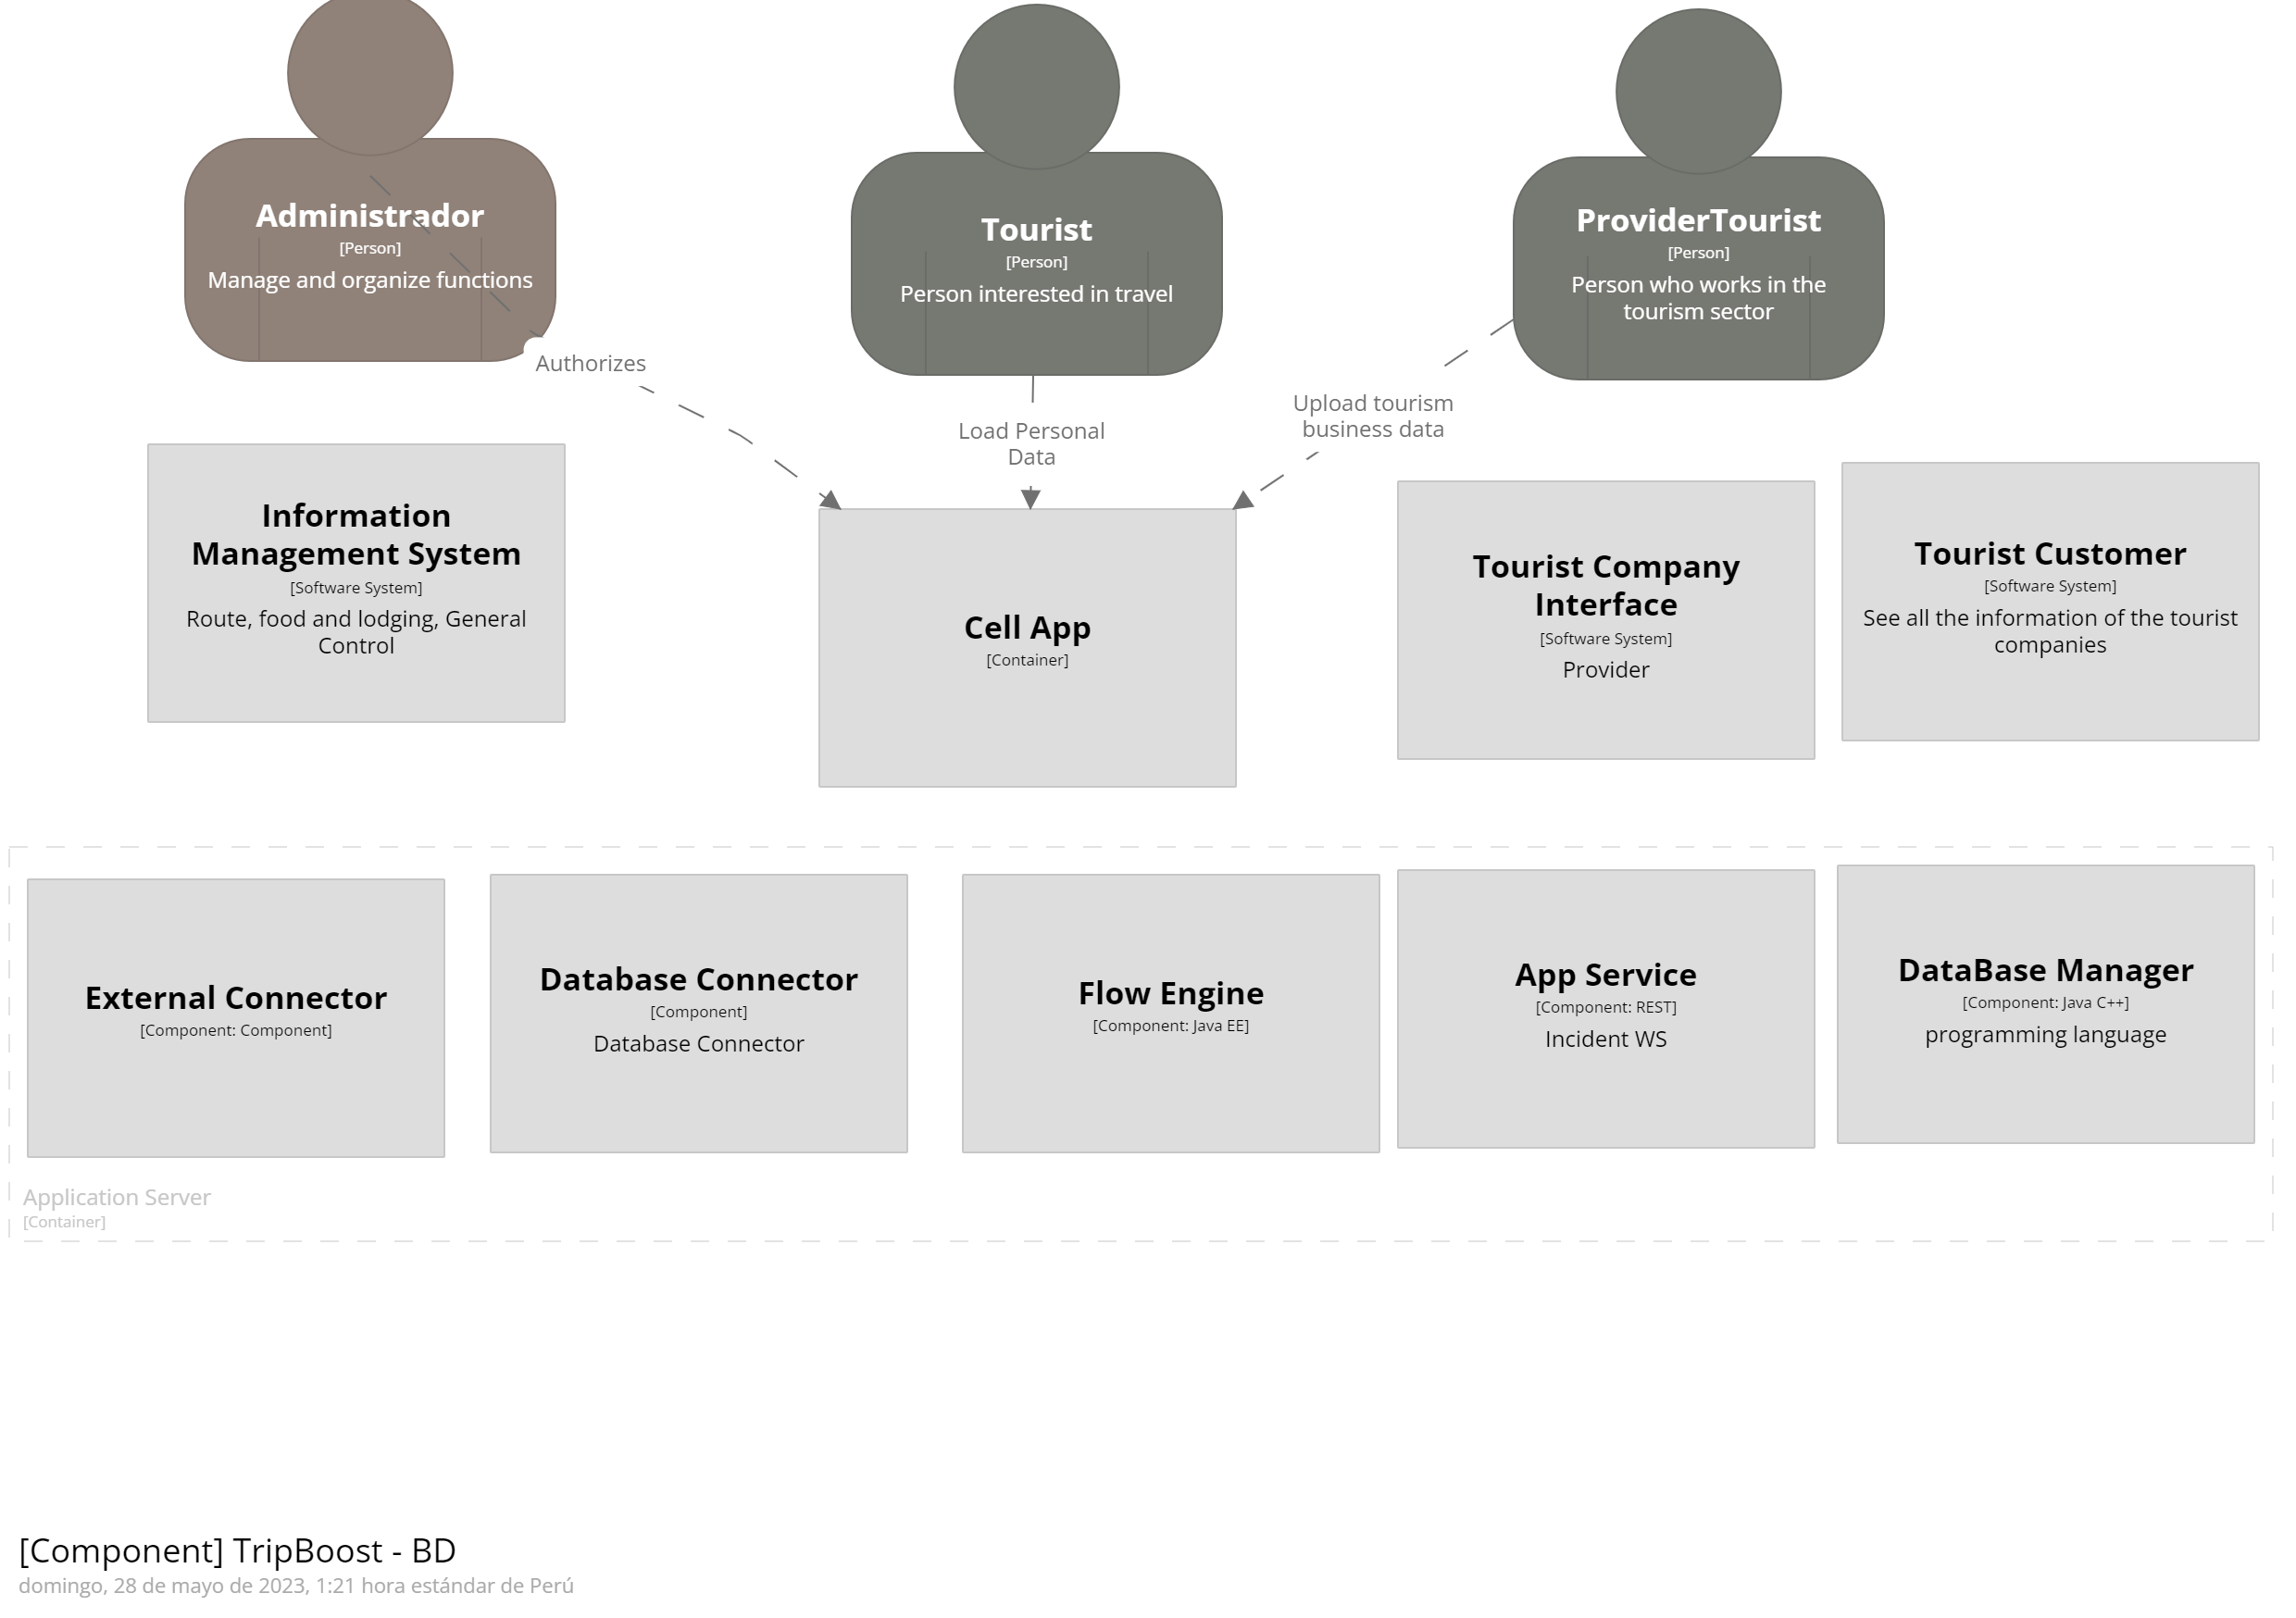 Administrador
[Person]
Manage and organize functions
Tourist
[Person]
Person interested in travel
ProviderTourist
[Person]
Person who works in the
tourism sector
Authorizes
Load Personal
Data
Upload tourism
business data
Information
Management System
[Software System]
Route, food and lodging, General
Control
Cell App
[Container]
Tourist Company
Interface
[Software System]
Provider
Tourist Customer
[Software System]
See all the information of the tourist
companies
External Connector
[Component: Component]
Database Connector
[Component]
Database Connector
Flow Engine
[Component: Java EE]
App Service
[Component: REST]
Incident WS
DataBase Manager
[Component: Java C++]
programming language
Application Server
[Container]
[Component] TripBoost - BD
domingo, 28 de mayo de 2023, 1:21 hora estándar de Perú